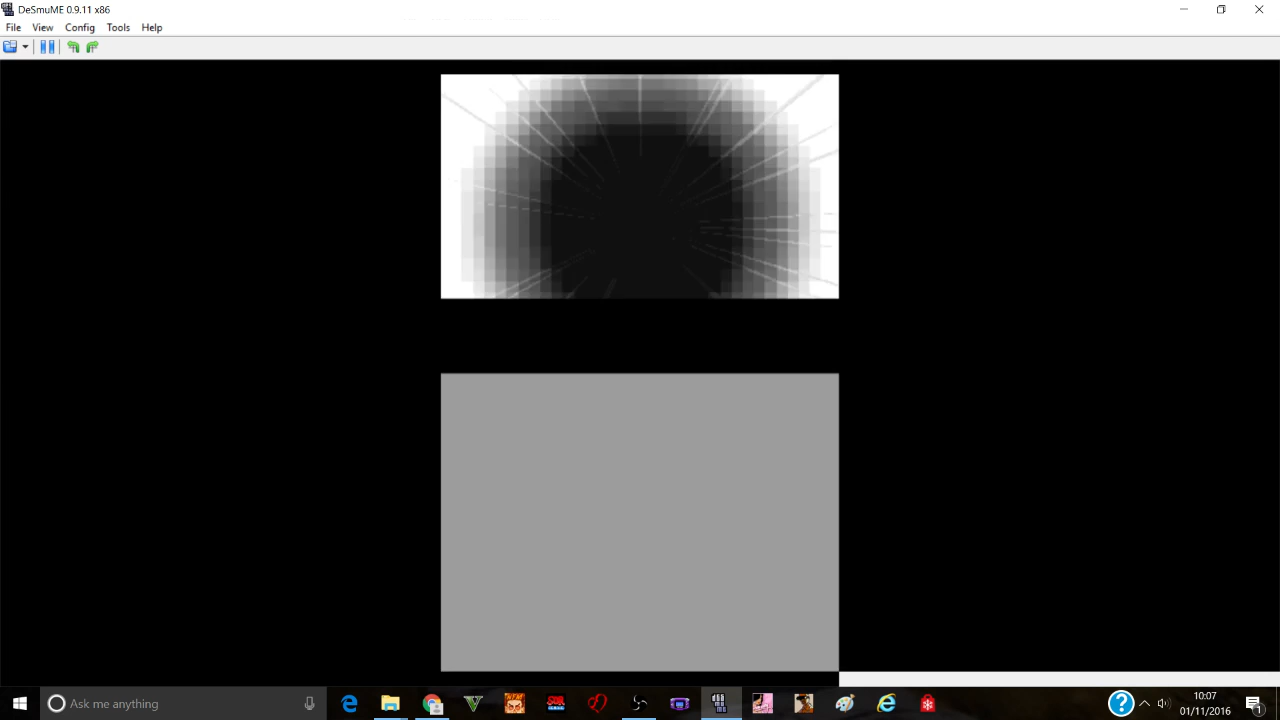 DeSmuME 0.9.11 x86
File View Config Tools Help
Ask me anything
10:07
01/11/2016